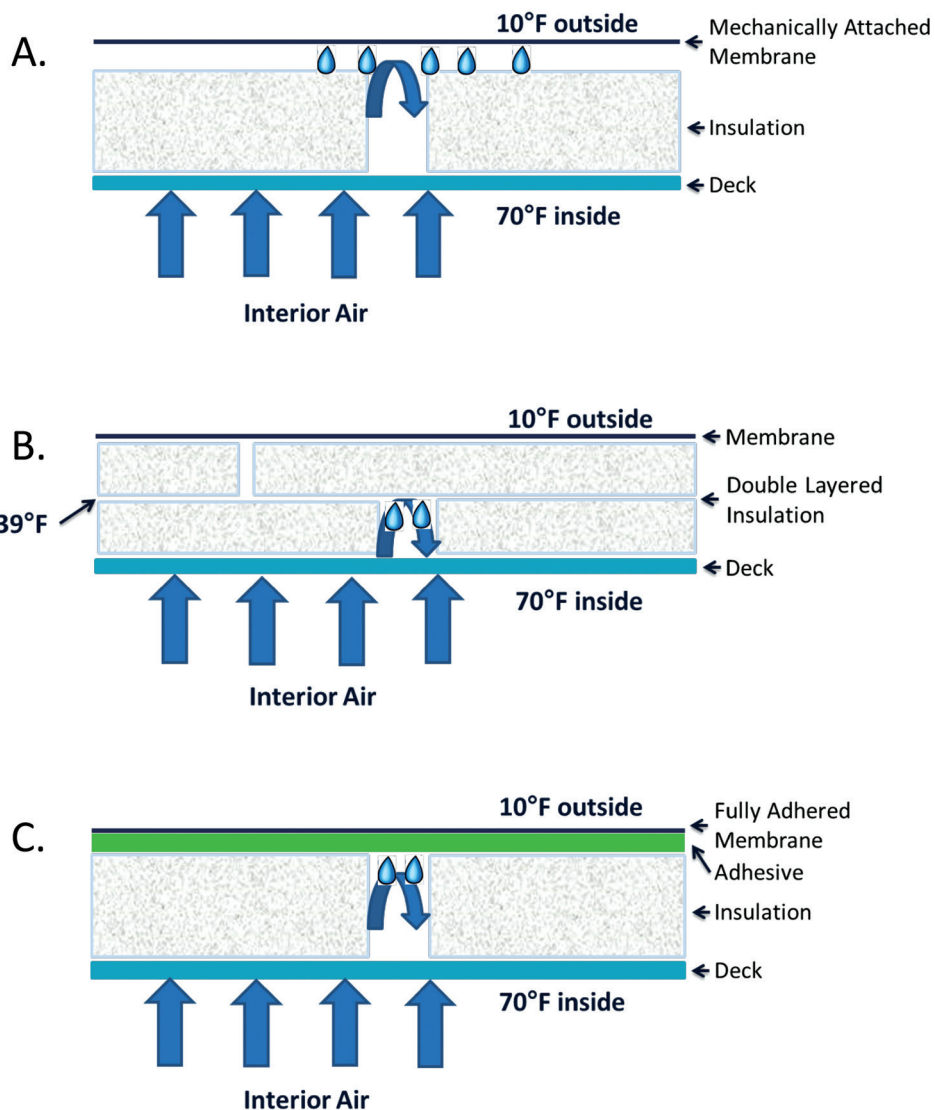 A.
10°F outside
Mechanically Attached
Membrane
Insulation
Deck
70°F inside
Interior Air
B.
10°F outside
Membrane
Double Layered
Insulation
39°F
Deck
70°F inside
Interior Air
C.
10°F outside
Fully Adhered
Membrane
Adhesive
Insulation
Deck
70°F inside
Interior Air